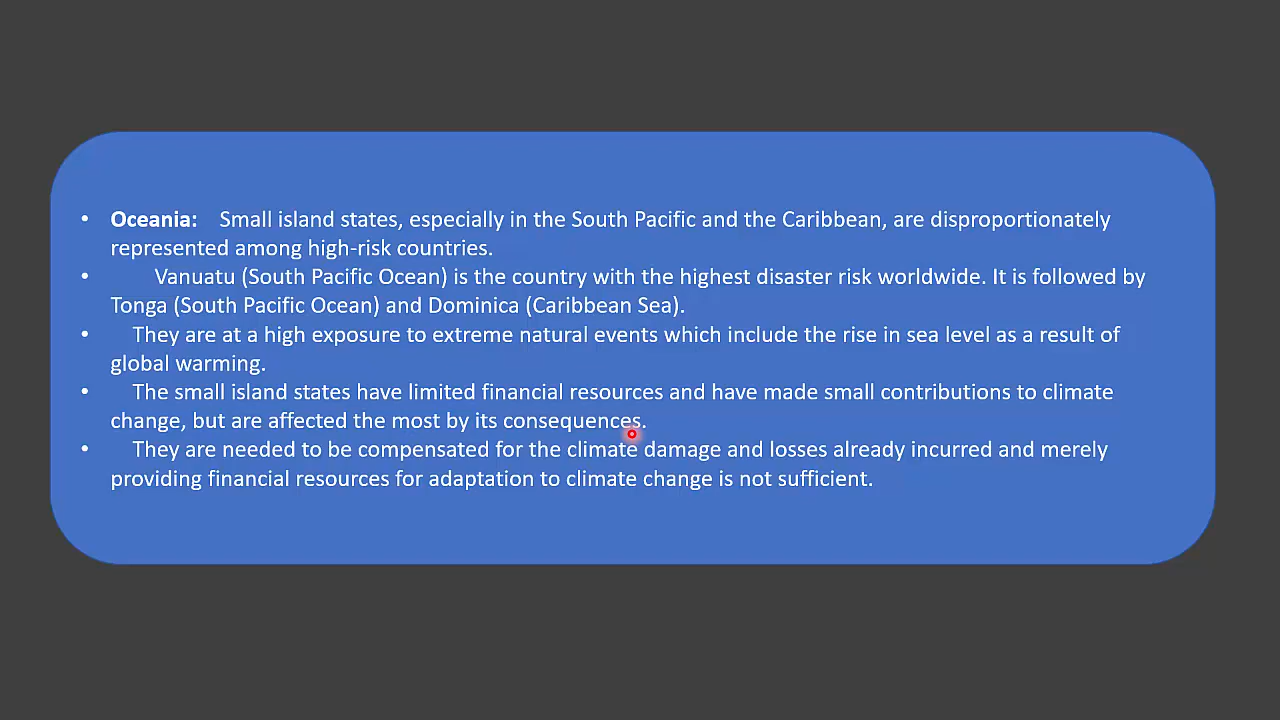 • Oceania: Small island states, especially in the South Pacific and the Caribbean, are disproportionately
represented among high-risk countries.
• Vanuatu (South Pacific Ocean) is the country with the highest disaster risk worldwide. It is followed by
Tonga (South Pacific Ocean) and Dominica (Caribbean Sea).
• They are at a high exposure to extreme natural events which include the rise in sea level as a result of
global warming.
• The small island states have limited financial resources and have made small contributions to climate
change, but are affected the most by its consequences.
• They are needed to be compensated for the climate damage and losses already incurred and merely
providing financial resources for adaptation to climate change is not sufficient.